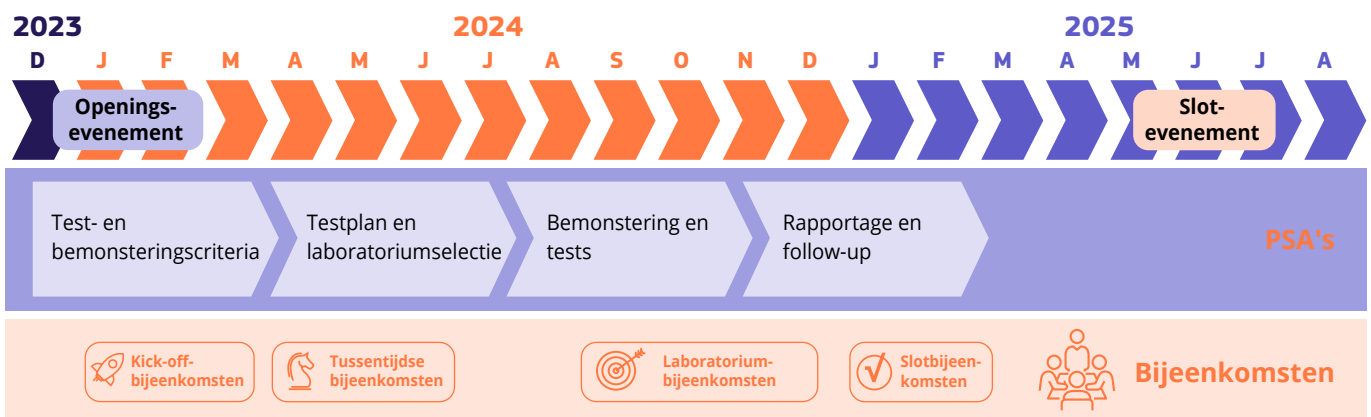 2023 2024 2025
D J F M A M J J A S O N D J F M A M J J A
Openings-
evenement
Slot-
evenement
Test- en
bemonsteringscriteria
Testplan en
laboratoriumselectie
Bemonstering en
tests
Rapportage en
follow-up
PSA's
Kick-off-
bijeenkomsten
Tussentijdse
bijeenkomsten
Laboratorium-
bijeenkomsten
Slotbijeen-
komsten
Bijeenkomsten